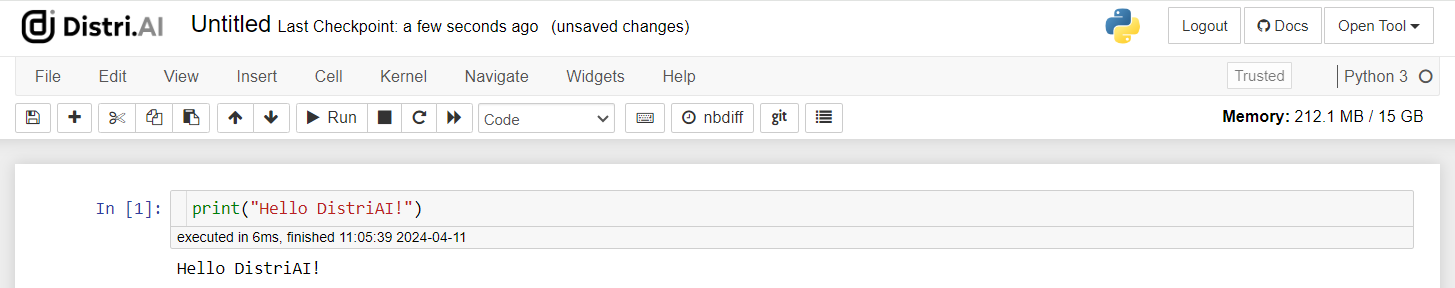 Distri.AI Untitled Last Checkpoint: a few seconds ago (unsaved changes) Logout Docs Open Tool
File Edit View Insert Cell Kernel Navigate Widgets Help Trusted Python 3
Run Code nbdiff git Memory: 212.1 MB / 15 GB
In [1]: print("Hello DistriAI!")
executed in 6ms, finished 11:05:39 2024-04-11
Hello DistriAI!